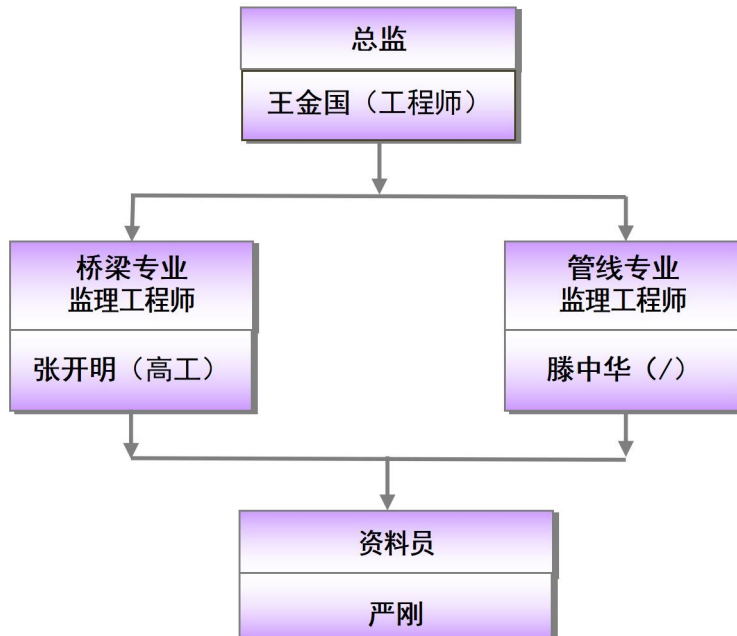 总监
王金国（工程师）
桥梁专业
监理工程师
张开明（高工）
管线专业
监理工程师
滕中华（/）
资料员
严刚